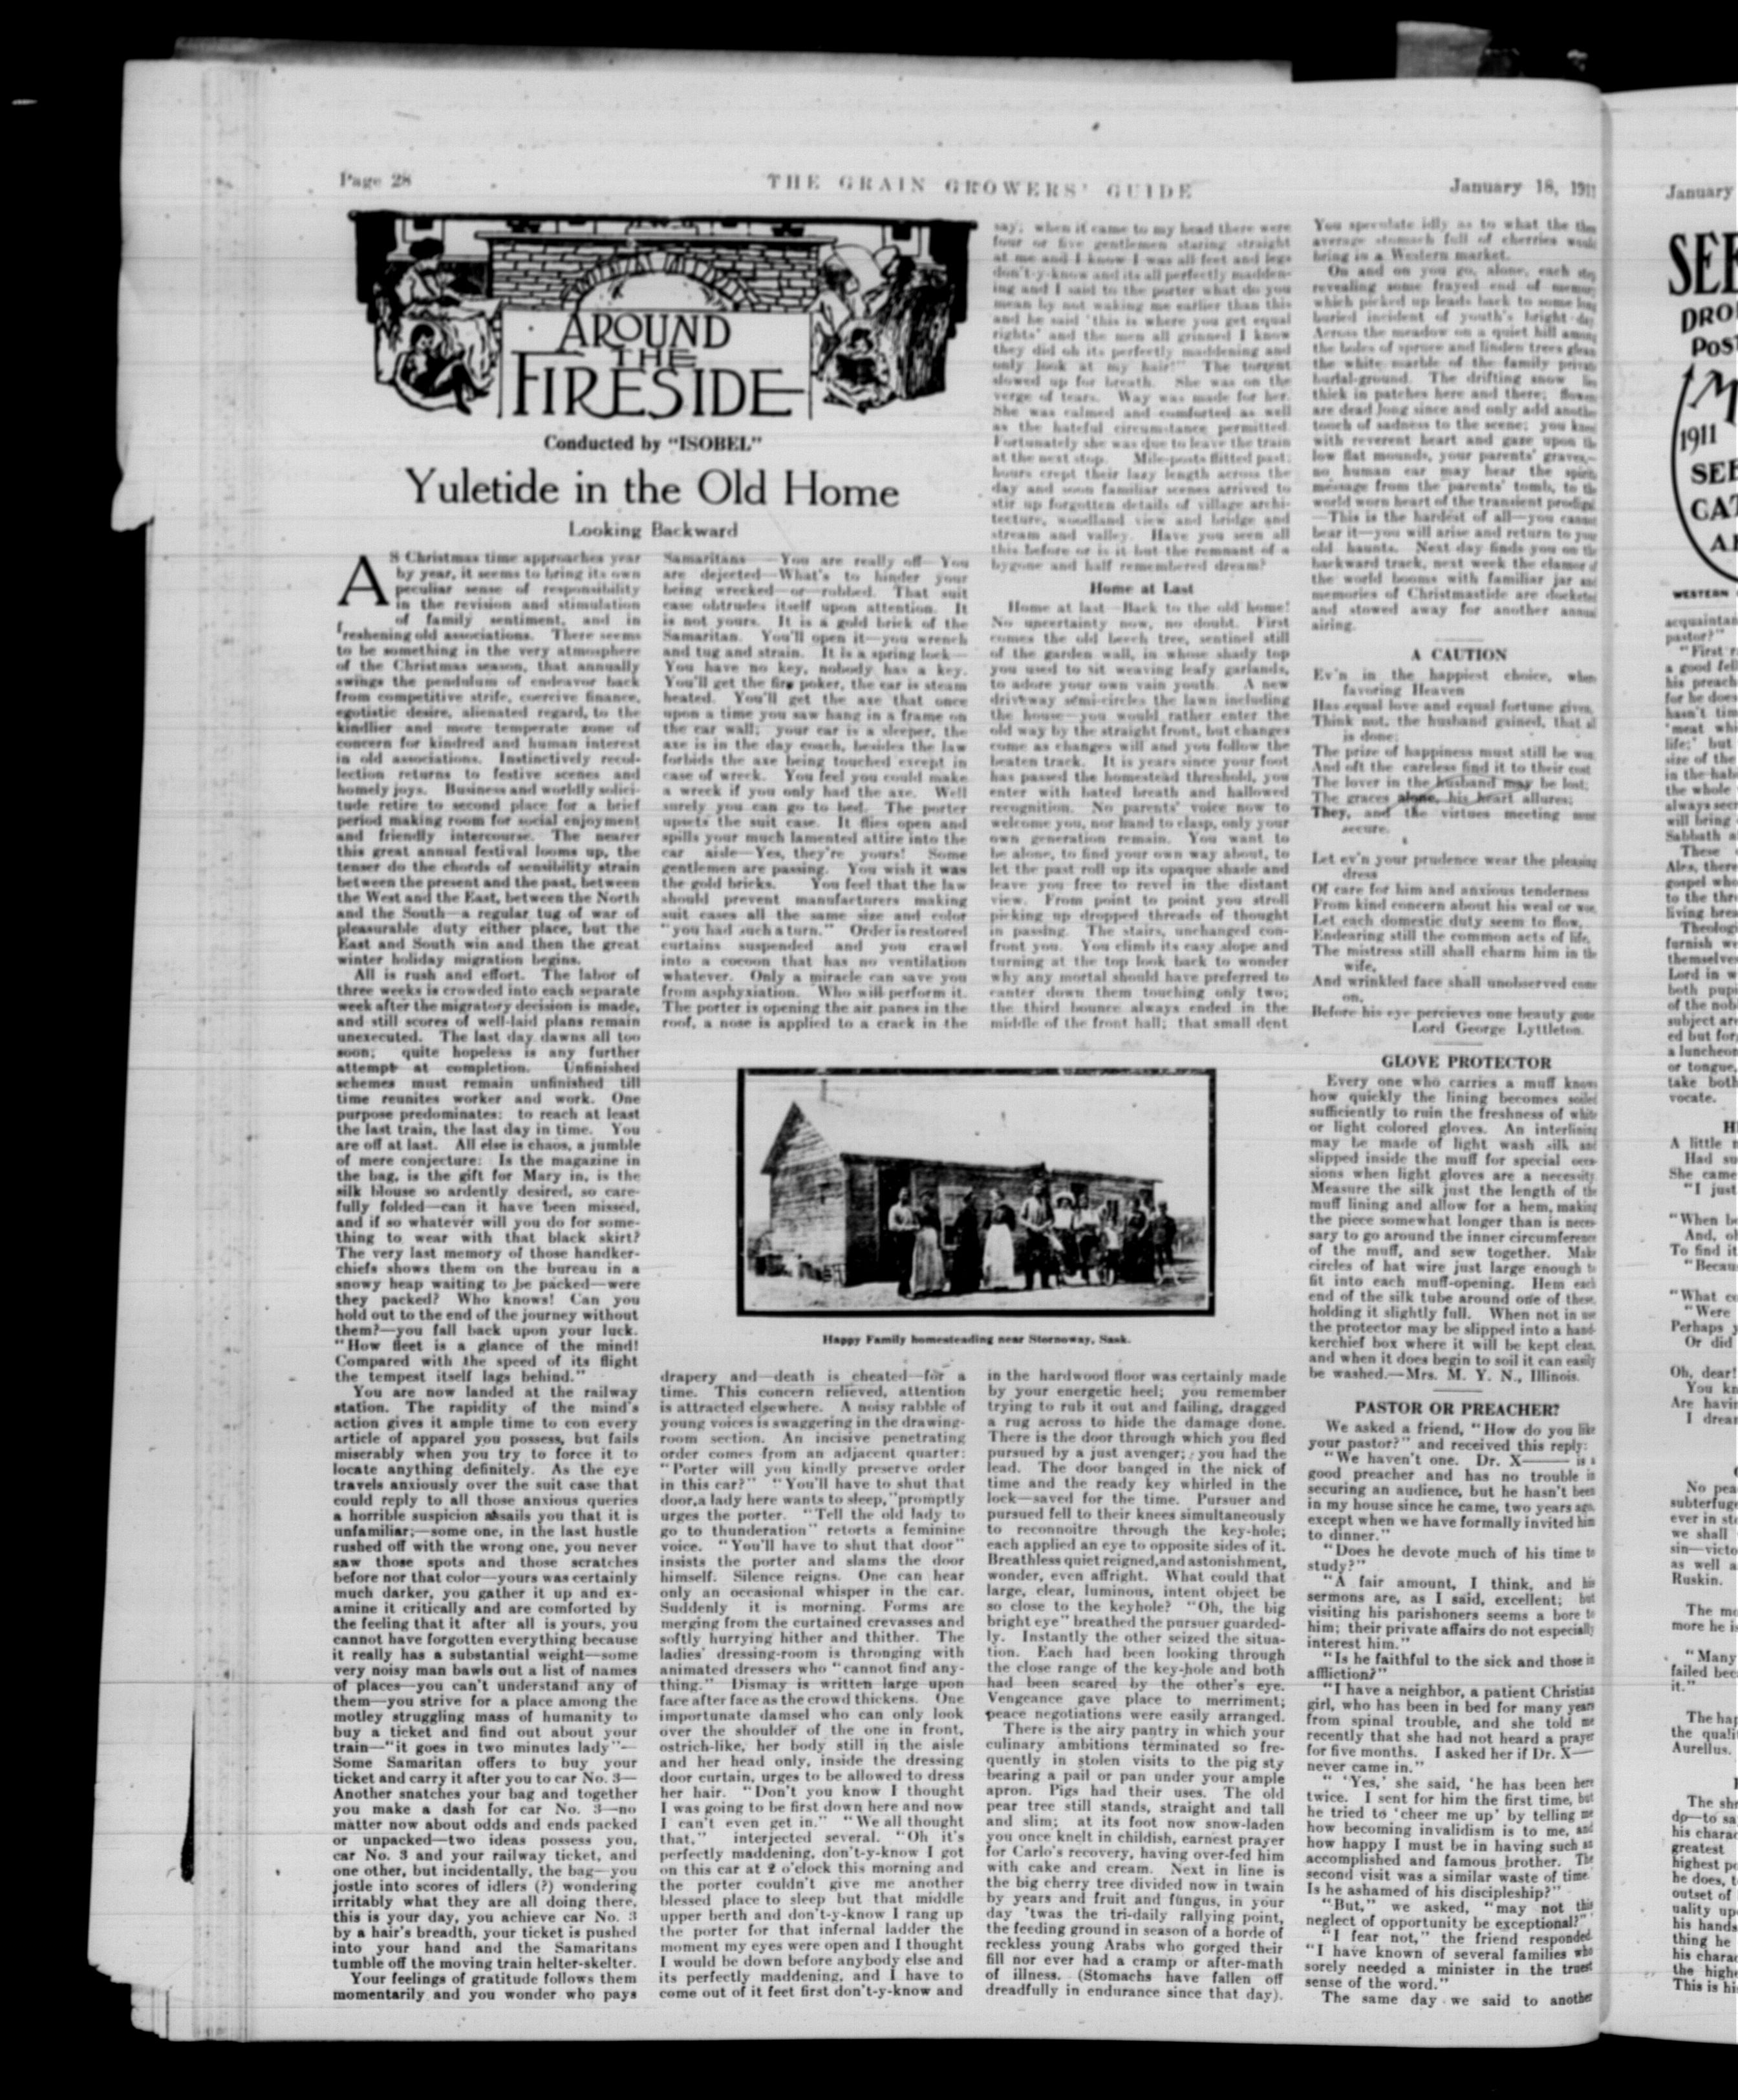 Page 28
THE GRAIN GROWERS' GUIDE
January 18, 1911
AROUND
THE
FIRESIDE
Conducted by "ISOBEL"
Yuletide in the Old Home
Looking Backward
AS Christmas time approaches year
by year, it seems to bring its own
peculiar sense of responsibility
in the revision and stimulation
of family sentiment, and in
freshening old associations. There seems
to be something in the very atmosphere
of the Christmas season, that annually
swings the pendulum of endeavor back
from competitive strife, coercive finance,
egotistic desire, alienated regard, to the
kindlier and more temperate zone of
concern for kindred and human interest
in old associations. Instinctively recol-
lection returns to festive scenes and
homely joys. Business and worldly solici-
tude retire to second place for a brief
period making room for social enjoyment
and friendly intercourse. The nearer
this great annual festival looms up, the
tenser do the chords of sensibility strain
between the present and the past, between
the West and the East, between the North
and the South—a regular tug of war of
pleasurable duty either place, but the
East and South win and then the great
winter holiday migration begins.
All is rush and effort. The labor of
three weeks is crowded into each separate
week after the migratory decision is made,
and still scores of well-laid plans remain
unexecuted. The last day dawns all too
soon; quite hopeless is any further
attempt at completion. Unfinished
schemes must remain unfinished till
time reunites worker and work. One
purpose predominates: to reach at least
the last train, the last day in time. You
are off at last. All else is chaos, a jumble
of mere conjecture: Is the magazine in
the bag, is the gift for Mary in, is the
silk blouse so ardently desired, so care-
fully folded—can it have been missed,
and if so whatever will you do for some-
thing to wear with that black skirt?
The very last memory of those handker-
chiefs shows them on the bureau in a
snowy heap waiting to be packed—were
they packed? Who knows! Can you
hold out to the end of the journey without
them?—you fall back upon your luck.
"How fleet is a glance of the mind!
Compared with the speed of its flight
the tempest itself lags behind."
You are now landed at the railway
station. The rapidity of the mind's
action gives it ample time to con every
article of apparel you possess, but fails
miserably when you try to force it to
locate anything definitely. As the eye
travels anxiously over the suit case that
could reply to all those anxious queries
a horrible suspicion assails you that it is
unfamiliar;—some one, in the last hustle
rushed off with the wrong one, you never
saw those spots and those scratches
before nor that color—yours was certainly
much darker, you gather it up and ex-
amine it critically and are comforted by
the feeling that it after all is yours, you
cannot have forgotten everything because
it really has a substantial weight—some
very noisy man bawls out a list of names
of places—you can't understand any of
them—you strive for a place among the
motley struggling mass of humanity to
buy a ticket and find out about your
train—"it goes in two minutes lady"—
Some Samaritan offers to buy your
ticket and carry it after you to car No. 3—
Another snatches your bag and together
you make a dash for car No. 3—no
matter now about odds and ends packed
or unpacked—two ideas possess you,
car No. 3 and your railway ticket, and
one other, but incidentally, the bag—you
jostle into scores of idlers (?) wondering
irritably what they are all doing there,
this is your day, you achieve car No. 3
by a hair's breadth, your ticket is pushed
into your hand and the Samaritans
tumble off the moving train helter-skelter.
Your feelings of gratitude follows them
momentarily and you wonder who pays
Samaritans——You are really off—You
are dejected—What's to hinder your
being wrecked—or—robbed. That suit
case obtrudes itself upon attention. It
is not yours. It is a gold brick of the
Samaritan. You'll open it—you wrench
and tug and strain. It is a spring lock—
You have no key, nobody has a key.
You'll get the fire poker, the car is steam
heated. You'll get the axe that once
upon a time you saw hang in a frame on
the car wall; your car is a sleeper, the
axe is in the day coach, besides the law
forbids the axe being touched except in
case of wreck. You feel you could make
a wreck if you only had the axe. Well
surely you can go to bed. The porter
upsets the suit case. It flies open and
spills your much lamented attire into the
car aisle—Yes, they're yours! Some
gentlemen are passing. You wish it was
the gold bricks. You feel that the law
should prevent manufacturers making
suit cases all the same size and color
"you had such a turn." Order is restored
curtains suspended and you crawl
into a cocoon that has no ventilation
whatever. Only a miracle can save you
from asphyxiation. Who will perform it.
The porter is opening the air panes in the
roof, a nose is applied to a crack in the
drapery and—death is cheated—for a
time. This concern relieved, attention
is attracted elsewhere. A noisy rabble of
young voices is swaggering in the drawing-
room section. An incisive penetrating
order comes from an adjacent quarter:
"Porter will you kindly preserve order
in this car?" "You'll have to shut that
door,a lady here wants to sleep,"promptly
urges the porter. "Tell the old lady to
go to thunderation" retorts a feminine
voice. "You'll have to shut that door"
insists the porter and slams the door
himself. Silence reigns. One can hear
only an occasional whisper in the car.
Suddenly it is morning. Forms are
merging from the curtained crevasses and
softly hurrying hither and thither. The
ladies' dressing-room is thronging with
animated dressers who "cannot find any-
thing." Dismay is written large upon
face after face as the crowd thickens. One
importunate damsel who can only look
over the shoulder of the one in front,
ostrich-like, her body still in the aisle
and her head only, inside the dressing
door curtain, urges to be allowed to dress
her hair. "Don't you know I thought
I was going to be first down here and now
I can't even get in." "We all thought
that," interjected several. "Oh it's
perfectly maddening, don't-y-know I got
on this car at 2 o'clock this morning and
the porter couldn't give me another
blessed place to sleep but that middle
upper berth and don't-y-know I rang up
the porter for that infernal ladder the
moment my eyes were open and I thought
I would be down before anybody else and
its perfectly maddening, and I have to
come out of it feet first don't-y-know and
say; when it came to my head there were
four or five gentlemen staring straight
at me and I know I was all feet and legs
don't-y-know and its all perfectly madden-
ing and I said to the porter what do you
mean by not waking me earlier than this
and he said 'this is where you get equal
rights' and the men all grinned I know
they did oh its perfectly maddening and
only look at my hair!" The torrent
slowed up for breath. She was on the
verge of tears. Way was made for her.
She was calmed and comforted as well
as the hateful circumstance permitted.
Fortunately she was due to leave the train
at the next stop. Mile-posts flitted past;
hours crept their lazy length across the
day and soon familiar scenes arrived to
stir up forgotten details of village archi-
tecture, woodland view and bridge and
stream and valley. Have you seen all
this before or is it but the remnant of a
bygone and half remembered dream?
Home at Last
Home at last—Back to the old home!
No uncertainty now, no doubt. First
comes the old beech tree, sentinel still
of the garden wall, in whose shady top
you used to sit weaving leafy garlands,
to adore your own vain youth. A new
driveway semi-circles the lawn including
the house—you would rather enter the
old way by the straight front, but changes
come as changes will and you follow the
beaten track. It is years since your foot
has passed the homestead threshold, you
enter with bated breath and hallowed
recognition. No parents' voice now to
welcome you, nor hand to clasp, only your
own generation remain. You want to
be alone, to find your own way about, to
let the past roll up its opaque shade and
leave you free to revel in the distant
view. From point to point you stroll
picking up dropped threads of thought
in passing. The stairs, unchanged con-
front you. You climb its easy slope and
turning at the top look back to wonder
why any mortal should have preferred to
canter down them touching only two;
the third bounce always ended in the
middle of the front hall; that small dent
Happy Family homesteading near Stornoway, Sask.
in the hardwood floor was certainly made
by your energetic heel; you remember
trying to rub it out and failing, dragged
a rug across to hide the damage done.
There is the door through which you fled
pursued by a just avenger; you had the
lead. The door banged in the nick of
time and the ready key whirled in the
lock—saved for the time. Pursuer and
pursued fell to their knees simultaneously
to reconnoitre through the key-hole;
each applied an eye to opposite sides of it.
Breathless quiet reigned,and astonishment,
wonder, even affright. What could that
large, clear, luminous, intent object be
so close to the keyhole? "Oh, the big
bright eye" breathed the pursuer guarded-
ly. Instantly the other seized the situa-
tion. Each had been looking through
the close range of the key-hole and both
had been scared by the other's eye.
Vengeance gave place to merriment;
peace negotiations were easily arranged.
There is the airy pantry in which your
culinary ambitions terminated so fre-
quently in stolen visits to the pig sty
bearing a pail or pan under your ample
apron. Pigs had their uses. The old
pear tree still stands, straight and tall
and slim; at its foot now snow-laden
you once knelt in childish, earnest prayer
for Carlo's recovery, having over-fed him
with cake and cream. Next in line is
the big cherry tree divided now in twain
by years and fruit and fungus, in your
day 'twas the tri-daily rallying point,
the feeding ground in season of a horde of
reckless young Arabs who gorged their
fill nor ever had a cramp or after-math
of illness. (Stomachs have fallen off
dreadfully in endurance since that day).
You speculate idly as to what the then
average stomach full of cherries would
bring in a Western market.
On and on you go, alone, each step
revealing some frayed end of memory
which picked up leads back to some long
buried incident of youth's bright day.
Across the meadow on a quiet hill among
the boles of spruce and linden trees gleam
the white marble of the family private
burial-ground. The drifting snow lies
thick in patches here and there; flowers
are dead long since and only add another
touch of sadness to the scene; you kneel
with reverent heart and gaze upon the
low flat mounds, your parents' graves,—
no human ear may hear the spirit
message from the parents' tomb, to the
world worn heart of the transient prodigal
—This is the hardest of all—you cannot
bear it—you will arise and return to your
old haunts. Next day finds you on the
backward track, next week the clamor of
the world booms with familiar jar and
memories of Christmastide are docketed
and stowed away for another annual
airing.
A CAUTION
Ev'n in the happiest choice, when
favoring Heaven
Has equal love and equal fortune given,
Think not, the husband gained, that all
is done;
The prize of happiness must still be won.
And oft the careless find it to their cost
The lover in the husband may be lost;
The graces alone, his heart allures;
They, and the virtues meeting must
secure.
Let ev'n your prudence wear the pleasing
dress
Of care for him and anxious tenderness
From kind concern about his weal or woe,
Let each domestic duty seem to flow,
Endearing still the common acts of life,
The mistress still shall charm him in the
wife,
And wrinkled face shall unobserved come
on,
Before his eye percieves one beauty gone
Lord George Lyttleton.
GLOVE PROTECTOR
Every one who carries a muff knows
how quickly the lining becomes soiled
sufficiently to ruin the freshness of white
or light colored gloves. An interlining
may be made of light wash silk and
slipped inside the muff for special occa-
sions when light gloves are a necessity.
Measure the silk just the length of the
muff lining and allow for a hem, making
the piece somewhat longer than is neces-
sary to go around the inner circumference
of the muff, and sew together. Make
circles of hat wire just large enough to
fit into each muff-opening. Hem each
end of the silk tube around one of these,
holding it slightly full. When not in use
the protector may be slipped into a hand-
kerchief box where it will be kept clean,
and when it does begin to soil it can easily
be washed.—Mrs. M. Y. N., Illinois.
PASTOR OR PREACHER?
We asked a friend, "How do you like
your pastor?" and received this reply:
"We haven't one. Dr. X—— is a
good preacher and has no trouble in
securing an audience, but he hasn't been
in my house since he came, two years ago,
except when we have formally invited him
to dinner."
"Does he devote much of his time to
study?"
"A fair amount, I think, and his
sermons are, as I said, excellent; but
visiting his parishoners seems a bore to
him; their private affairs do not especially
interest him."
"Is he faithful to the sick and those in
affliction?"
"I have a neighbor, a patient Christian
girl, who has been in bed for many years
from spinal trouble, and she told me
recently that she had not heard a prayer
for five months. I asked her if Dr. X——
never came in."
" 'Yes,' she said, 'he has been here
twice. I sent for him the first time, but
he tried to 'cheer me up' by telling me
how becoming invalidism is to me, and
how happy I must be in having such an
accomplished and famous brother. The
second visit was a similar waste of time.
Is he ashamed of his discipleship?"
"But," we asked, "may not this
neglect of opportunity be exceptional?"
"I fear not," the friend responded.
"I have known of several families who
sorely needed a minister in the truest
sense of the word."
The same day we said to another
January
1911
WESTERN
pastor?"
"First
a good
his preach
for he does
'meat
life;' but
size of the
the whole
will bring
Sabbath
These
gospel who
to the
furnish
themselves
Lord in
of the
subject
ed but for
a luncheon
or tongue,
take both
vocate.
A little
Had
She came
"I just
"When
And,
To find it
"What
"Were
Perhaps
Or did
Oh, dear!
You
Are
No
ever in
we shall
as well
Ruskin.
The
more he
"Many
failed
it."
The
the
Aurellus.
The
his
greatest
highest
he does,
outset of
his hands
thing he
his
the
This is